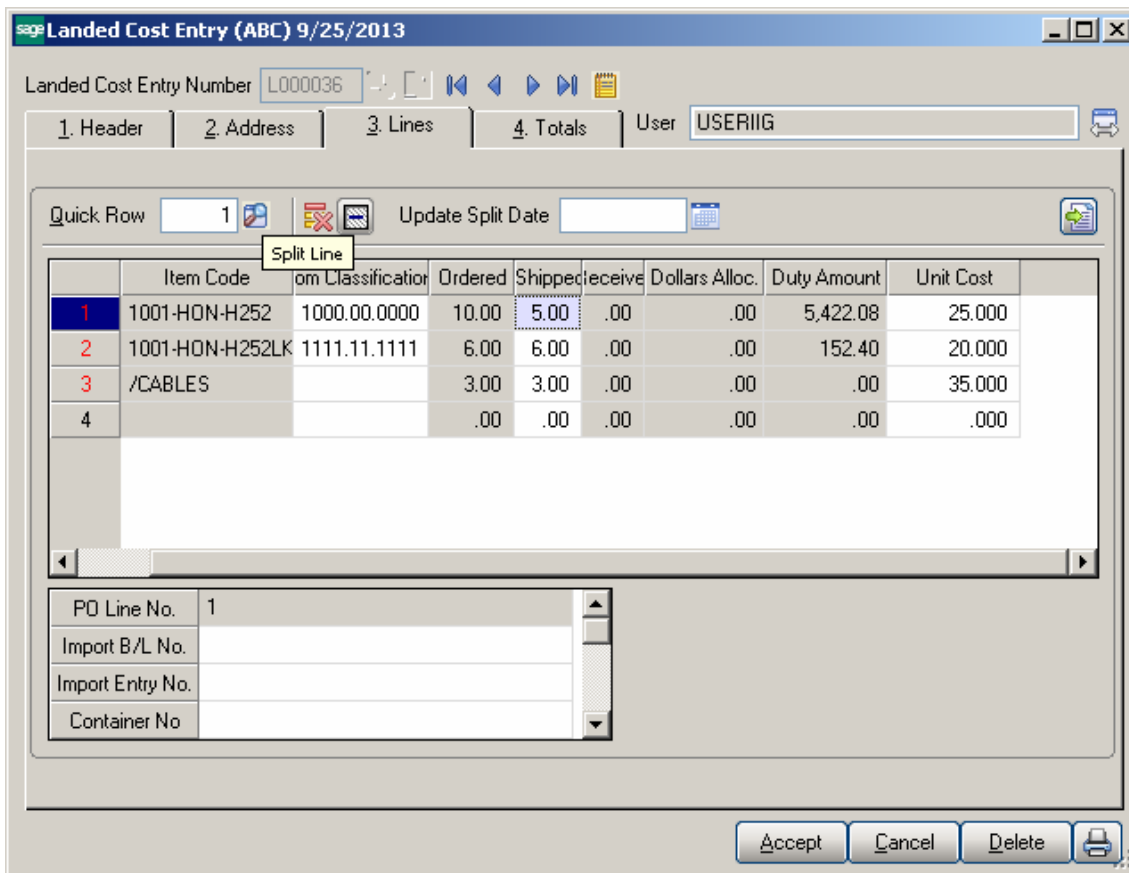 sage Landed Cost Entry (ABC) 9/25/2013
Landed Cost Entry Number L000036
1. Header 2. Address 3. Lines 4. Totals User USERIIG
Quick Row 1 Update Split Date
Split Line
Item Code om Classification Ordered Shipped eceive Dollars Alloc. Duty Amount Unit Cost
1 1001-HON-H252 1000.00.0000 10.00 5.00 .00 .00 5,422.08 25.000
2 1001-HON-H252LK 1111.11.1111 6.00 6.00 .00 .00 152.40 20.000
3 /CABLES 3.00 3.00 .00 .00 .00 35.000
4 .00 .00 .00 .00 .00 .000
PO Line No. 1
Import B/L No.
Import Entry No.
Container No
Accept Cancel Delete